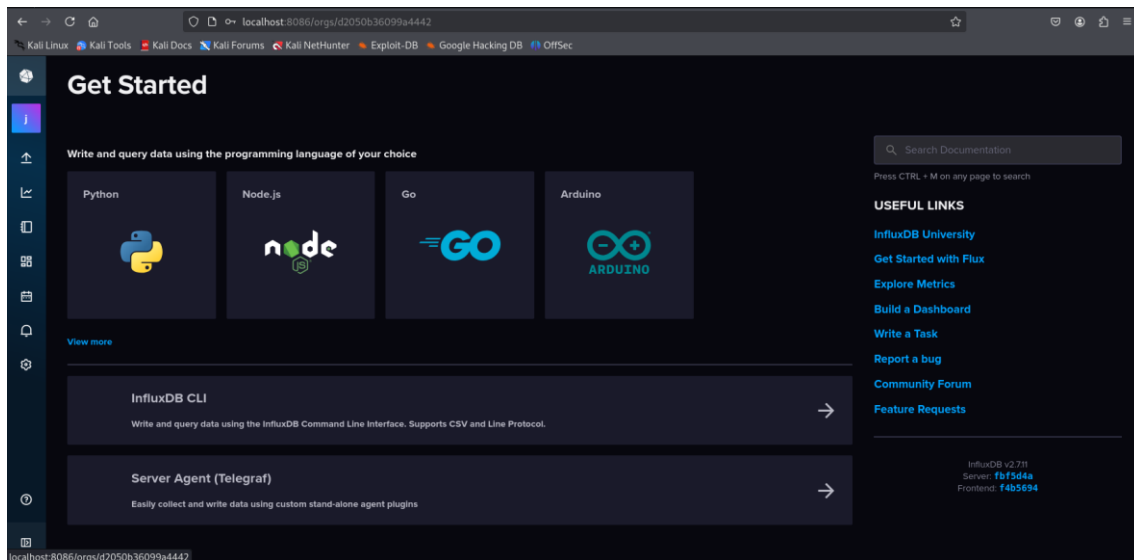 localhost:8086/orgs/d2050b36099a4442
Kali Linux Kali Tools Kali Docs Kali Forums Kali NetHunter Exploit-DB Google Hacking DB OffSec
Get Started
j
Write and query data using the programming language of your choice
Python Node.js Go Arduino
node
JS
GO
ARDUINO
View more
InfluxDB CLI
Write and query data using the InfluxDB Command Line Interface. Supports CSV and Line Protocol.
Server Agent (Telegraf)
Easily collect and write data using custom stand-alone agent plugins
Search Documentation
Press CTRL + M on any page to search
USEFUL LINKS
InfluxDB University
Get Started with Flux
Explore Metrics
Build a Dashboard
Write a Task
Report a bug
Community Forum
Feature Requests
InfluxDB v2.7.11
Server: fbf5d4a
Frontend: f4b5694
localhost:8086/orgs/d2050b36099a4442